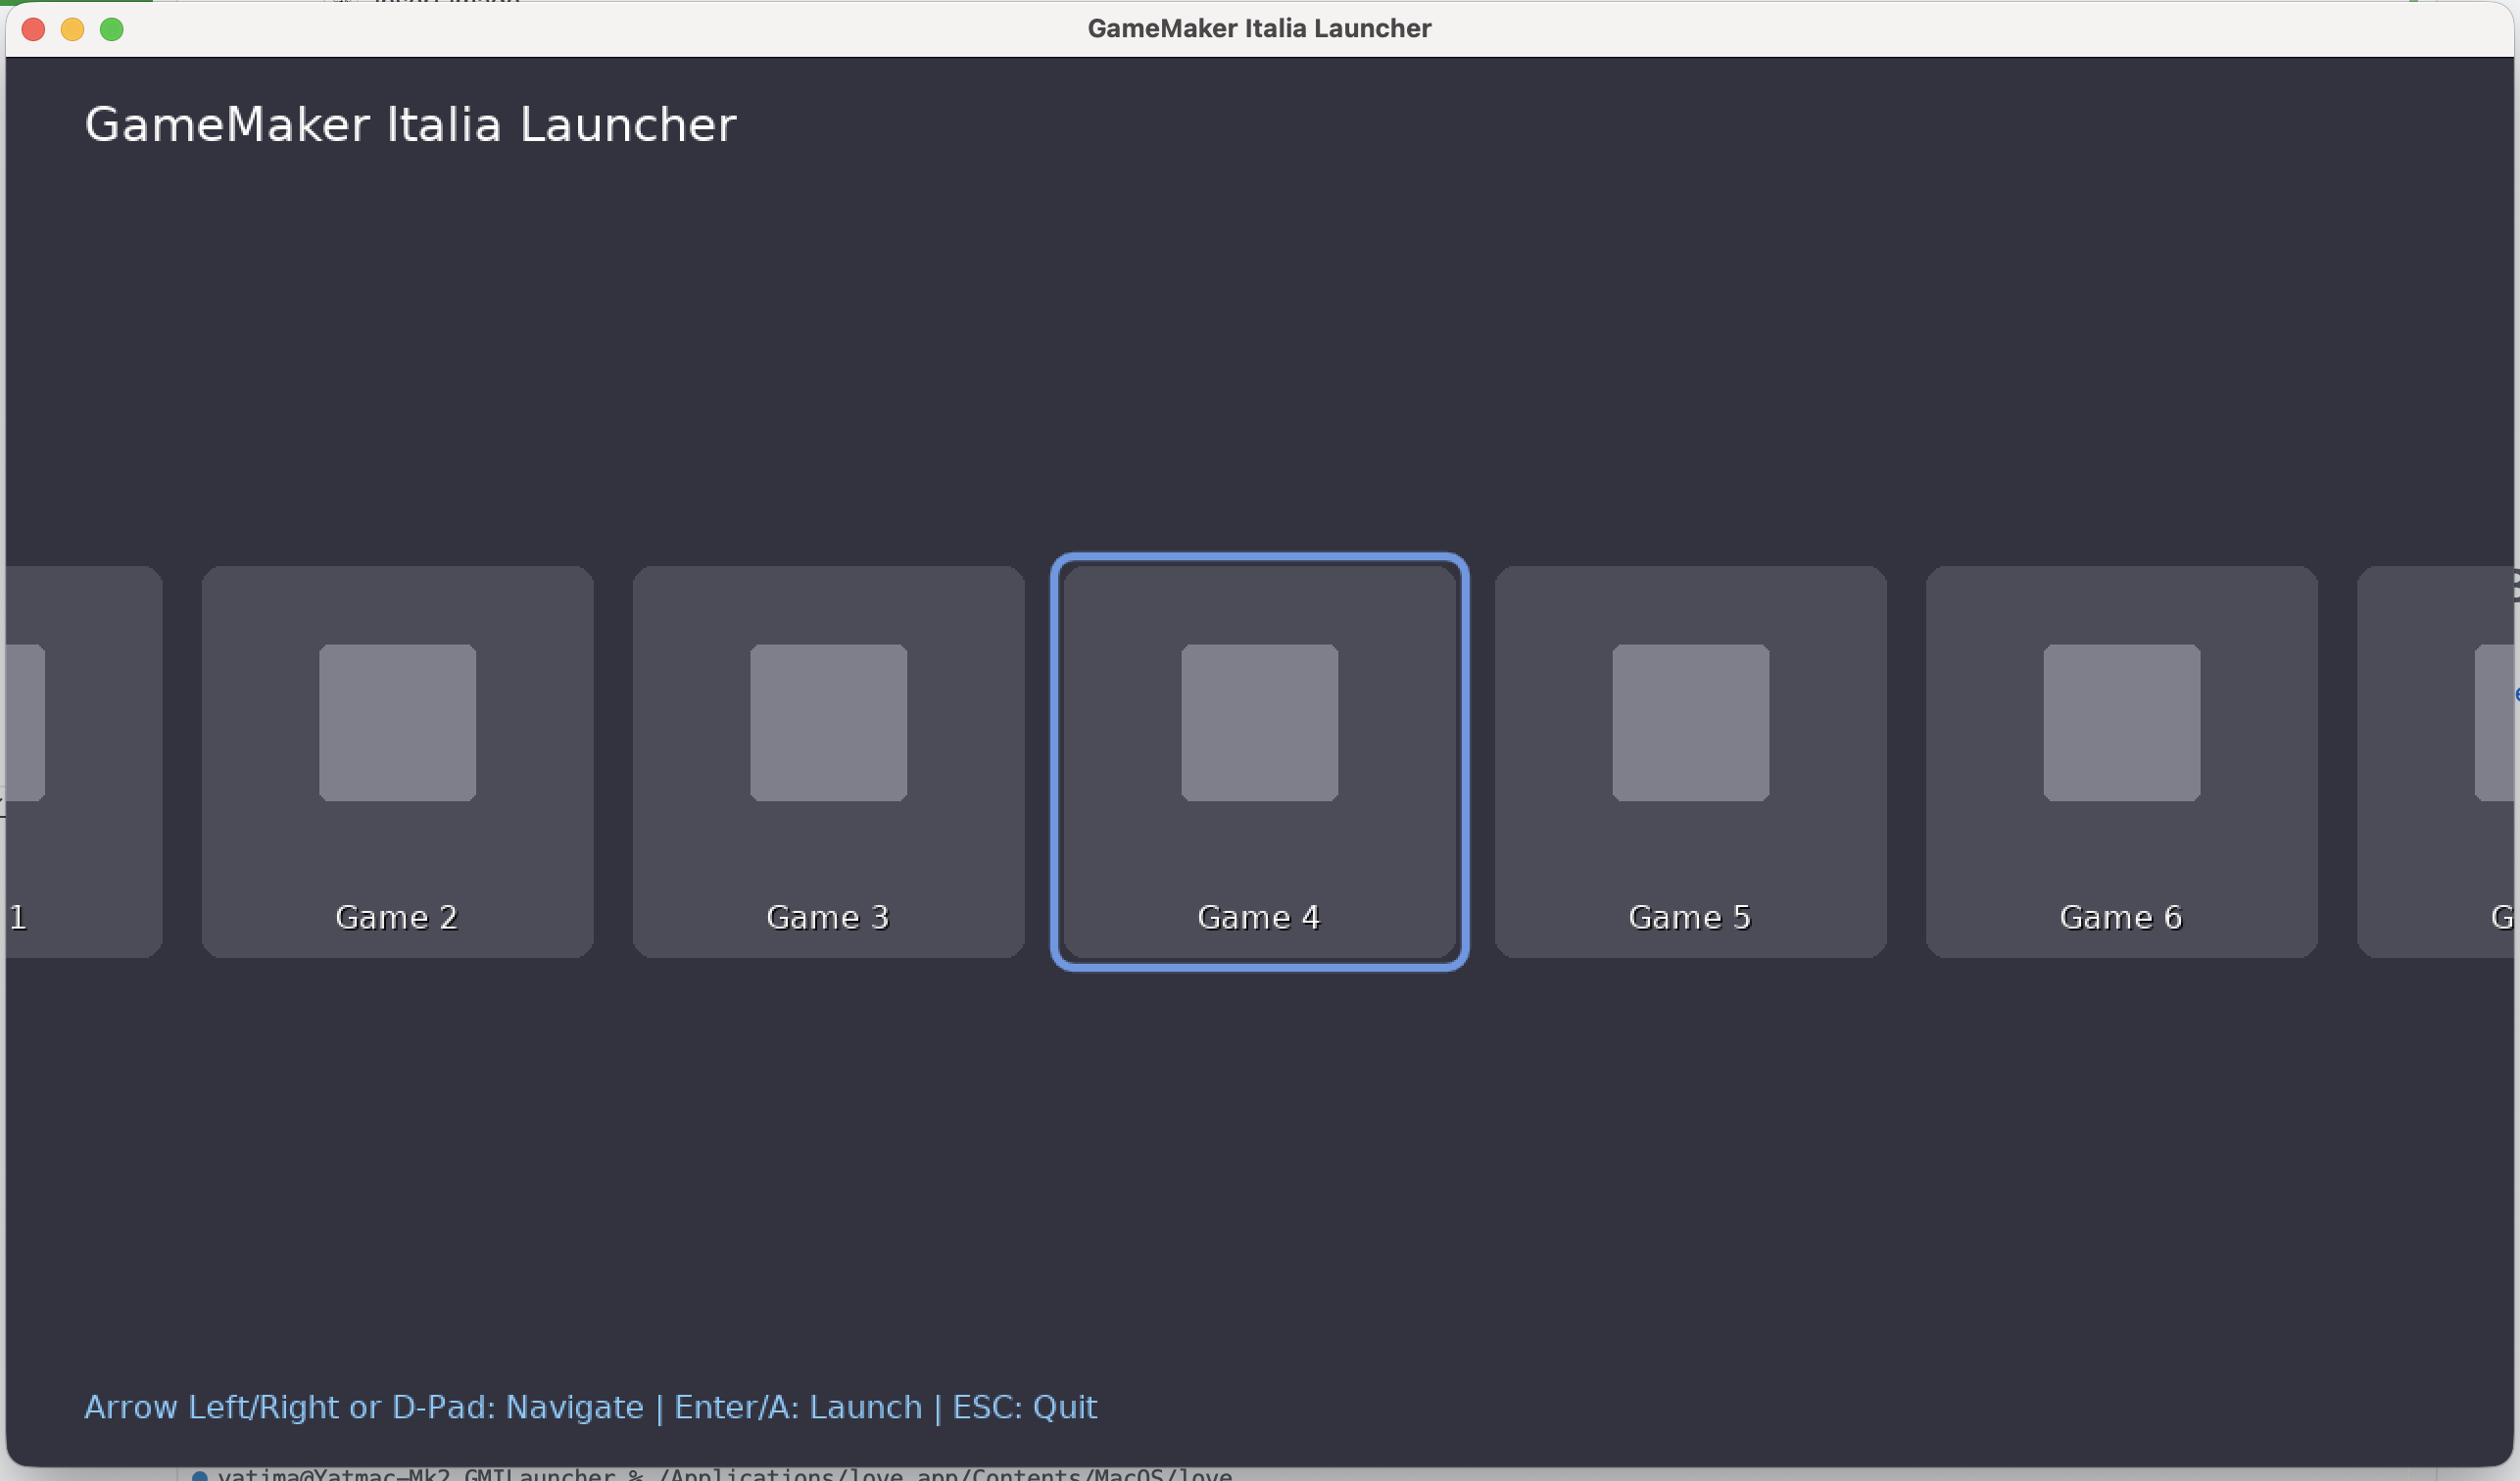 GameMaker Italia Launcher
GameMaker Italia Launcher
1
Game 2
Game 3
Game 4
Game 5
Game 6
G
Arrow Left/Right or D-Pad: Navigate | Enter/A: Launch | ESC: Quit
yatima@Yatmac-Mk2 GMILauncher % /Applications/love.app/Contents/MacOS/love